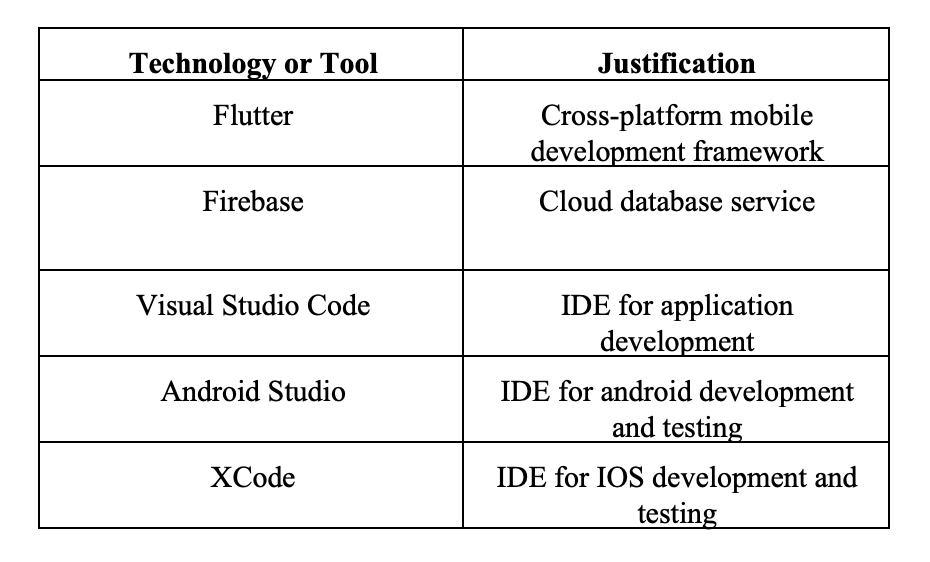 Technology or Tool
Justification
Flutter
Cross-platform mobile
development framework
Firebase
Cloud database service
Visual Studio Code
IDE for application
development
Android Studio
IDE for android development
and testing
XCode
IDE for IOS development and
testing